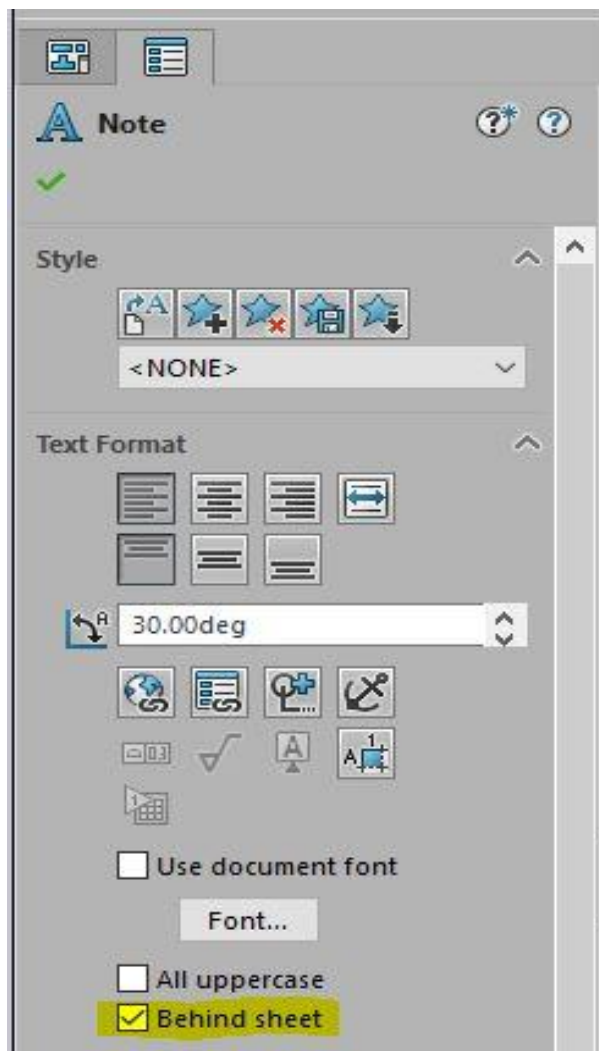 Note
Style
<NONE>
Text Format
30.00deg
Use document font
Font...
All uppercase
Behind sheet